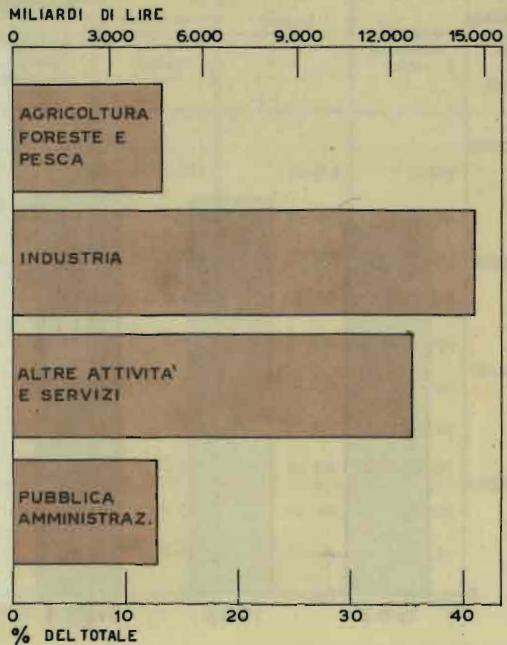 MILIARDI DI LIRE
0 3.000 6.000 9.000 12.000 15.000
AGRICOLTURA
FORESTE E
PESCA
INDUSTRIA
ALTRE ATTIVITA'
E SERVIZI
PUBBLICA
AMMINISTRAZ.
0 10 20 30 40
% DEL TOTALE